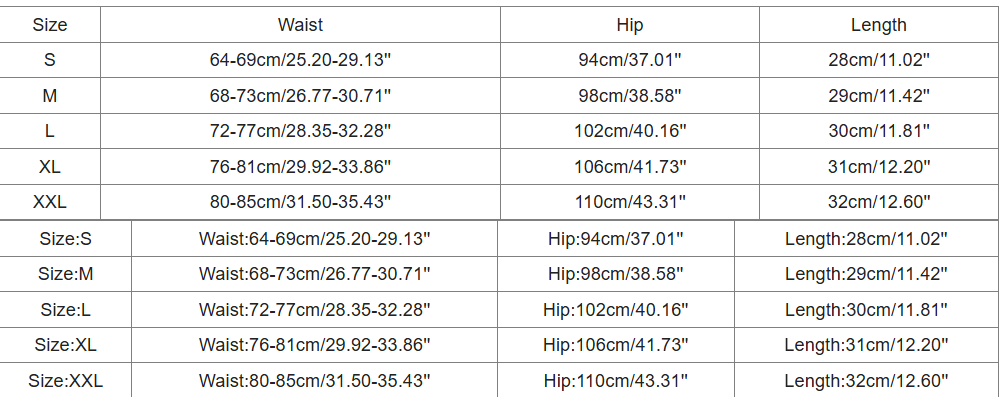 Size Waist Hip Length
S 64-69cm/25.20-29.13" 94cm/37.01" 28cm/11.02"
M 68-73cm/26.77-30.71" 98cm/38.58" 29cm/11.42"
L 72-77cm/28.35-32.28" 102cm/40.16" 30cm/11.81"
XL 76-81cm/29.92-33.86" 106cm/41.73" 31cm/12.20"
XXL 80-85cm/31.50-35.43" 110cm/43.31" 32cm/12.60"
Size:S Waist:64-69cm/25.20-29.13" Hip:94cm/37.01" Length:28cm/11.02"
Size:M Waist:68-73cm/26.77-30.71" Hip:98cm/38.58" Length:29cm/11.42"
Size:L Waist:72-77cm/28.35-32.28" Hip:102cm/40.16" Length:30cm/11.81"
Size:XL Waist:76-81cm/29.92-33.86" Hip:106cm/41.73" Length:31cm/12.20"
Size:XXL Waist:80-85cm/31.50-35.43" Hip:110cm/43.31" Length:32cm/12.60"